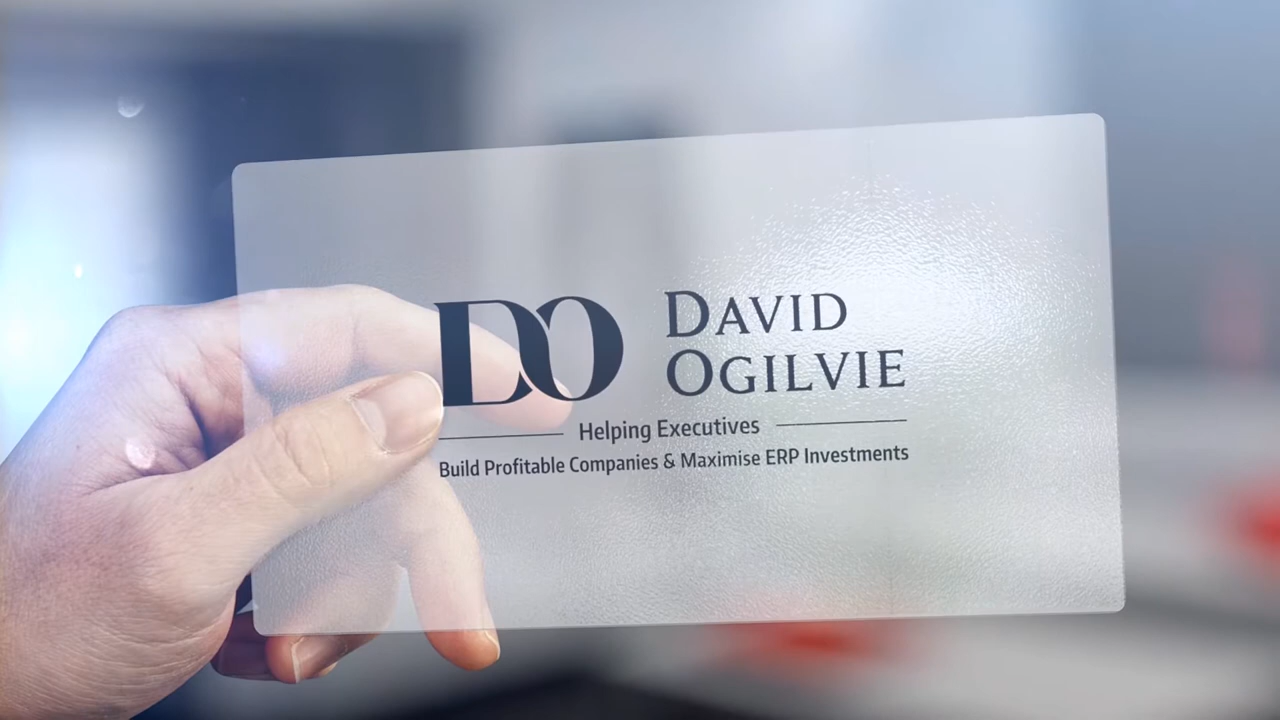 DO
DAVID
OGILVIE
Helping Executives
Build Profitable Companies & Maximise ERP Investments